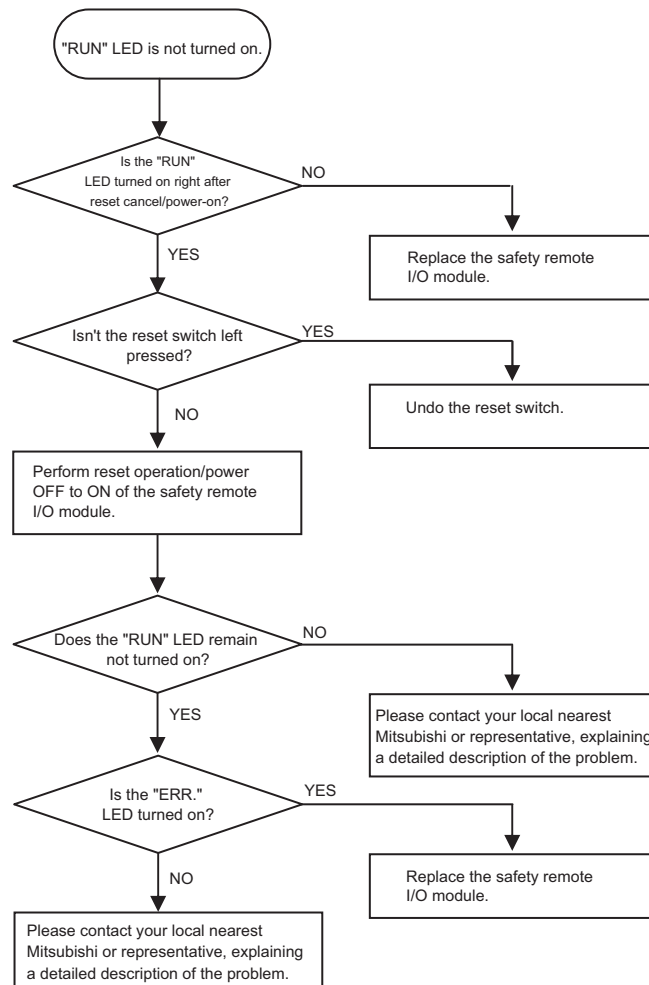 "RUN" LED is not turned on.
Is the "RUN"
LED turned on right after
reset cancel/power-on?
NO
Replace the safety remote
I/O module.
YES
Isn't the reset switch left
pressed?
YES
Undo the reset switch.
NO
Perform reset operation/power
OFF to ON of the safety remote
I/O module.
Does the "RUN" LED remain
not turned on?
NO
Please contact your local nearest
Mitsubishi or representative, explaining
a detailed description of the problem.
YES
Is the "ERR."
LED turned on?
YES
Replace the safety remote
I/O module.
NO
Please contact your local nearest
Mitsubishi or representative, explaining
a detailed description of the problem.